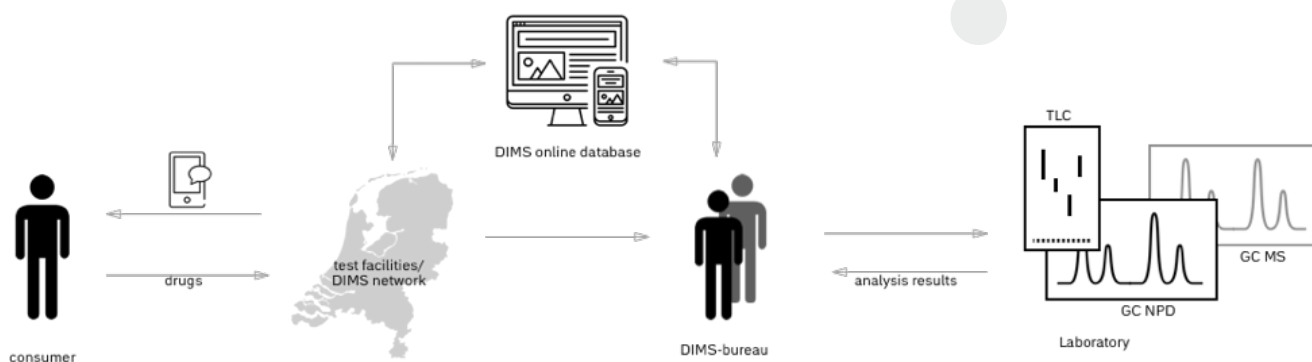 DIMS online database
TLC
GC MS
GC NPD
drugs
test facilities/
DIMS network
analysis results
consumer
DIMS-bureau
Laboratory